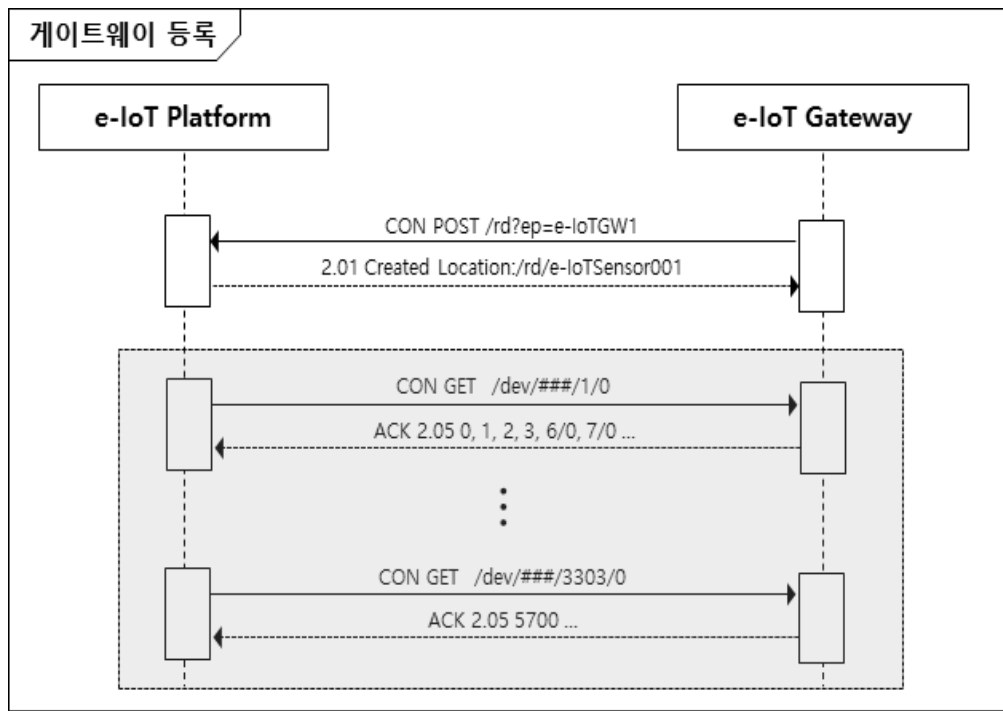 게이트웨이 등록
e-IoT Platform
e-IoT Gateway
CON POST /rd?ep=e-IoTGW1
2.01 Created Location:/rd/e-IoTSensor001
CON GET /dev/###/1/0
ACK 2.05 0, 1, 2, 3, 6/0, 7/0 ...
CON GET /dev/###/3303/0
ACK 2.05 5700 ...